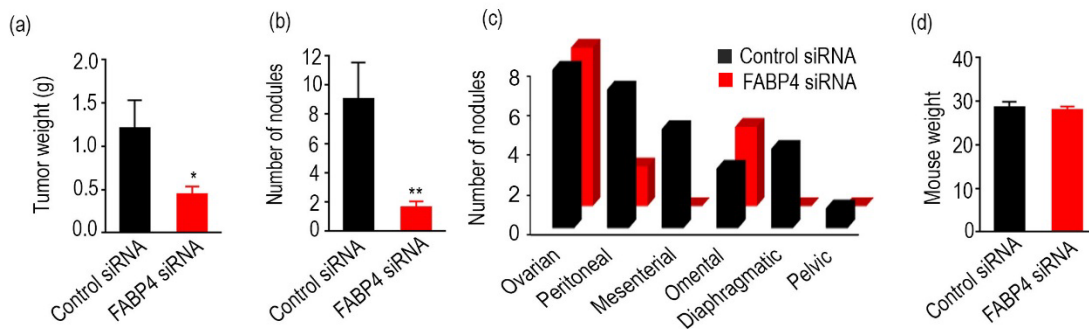 (a)
Tumor weight (g)
2.0
1.5
1.0
0.5
0.0
*
Control siRNA
FABP4 siRNA
(b)
Number of nodules
12
10
8
6
4
2
0
**
Control siRNA
FABP4 siRNA
(c)
Number of nodules
8
6
4
2
0
Control siRNA
FABP4 siRNA
Ovarian
Peritoneal
Mesenterial
Omental
Diaphragmatic
Pelvic
(d)
Mouse weight
40
30
20
10
0
Control siRNA
FABP4 siRNA